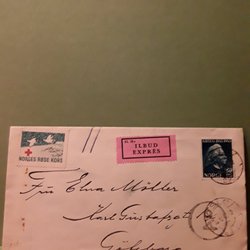 NORGES RØDE KORS
ILBUD
EXPRÈS
NORGE
Fru Elna Möller
Karl Gustafsgat
Göteborg